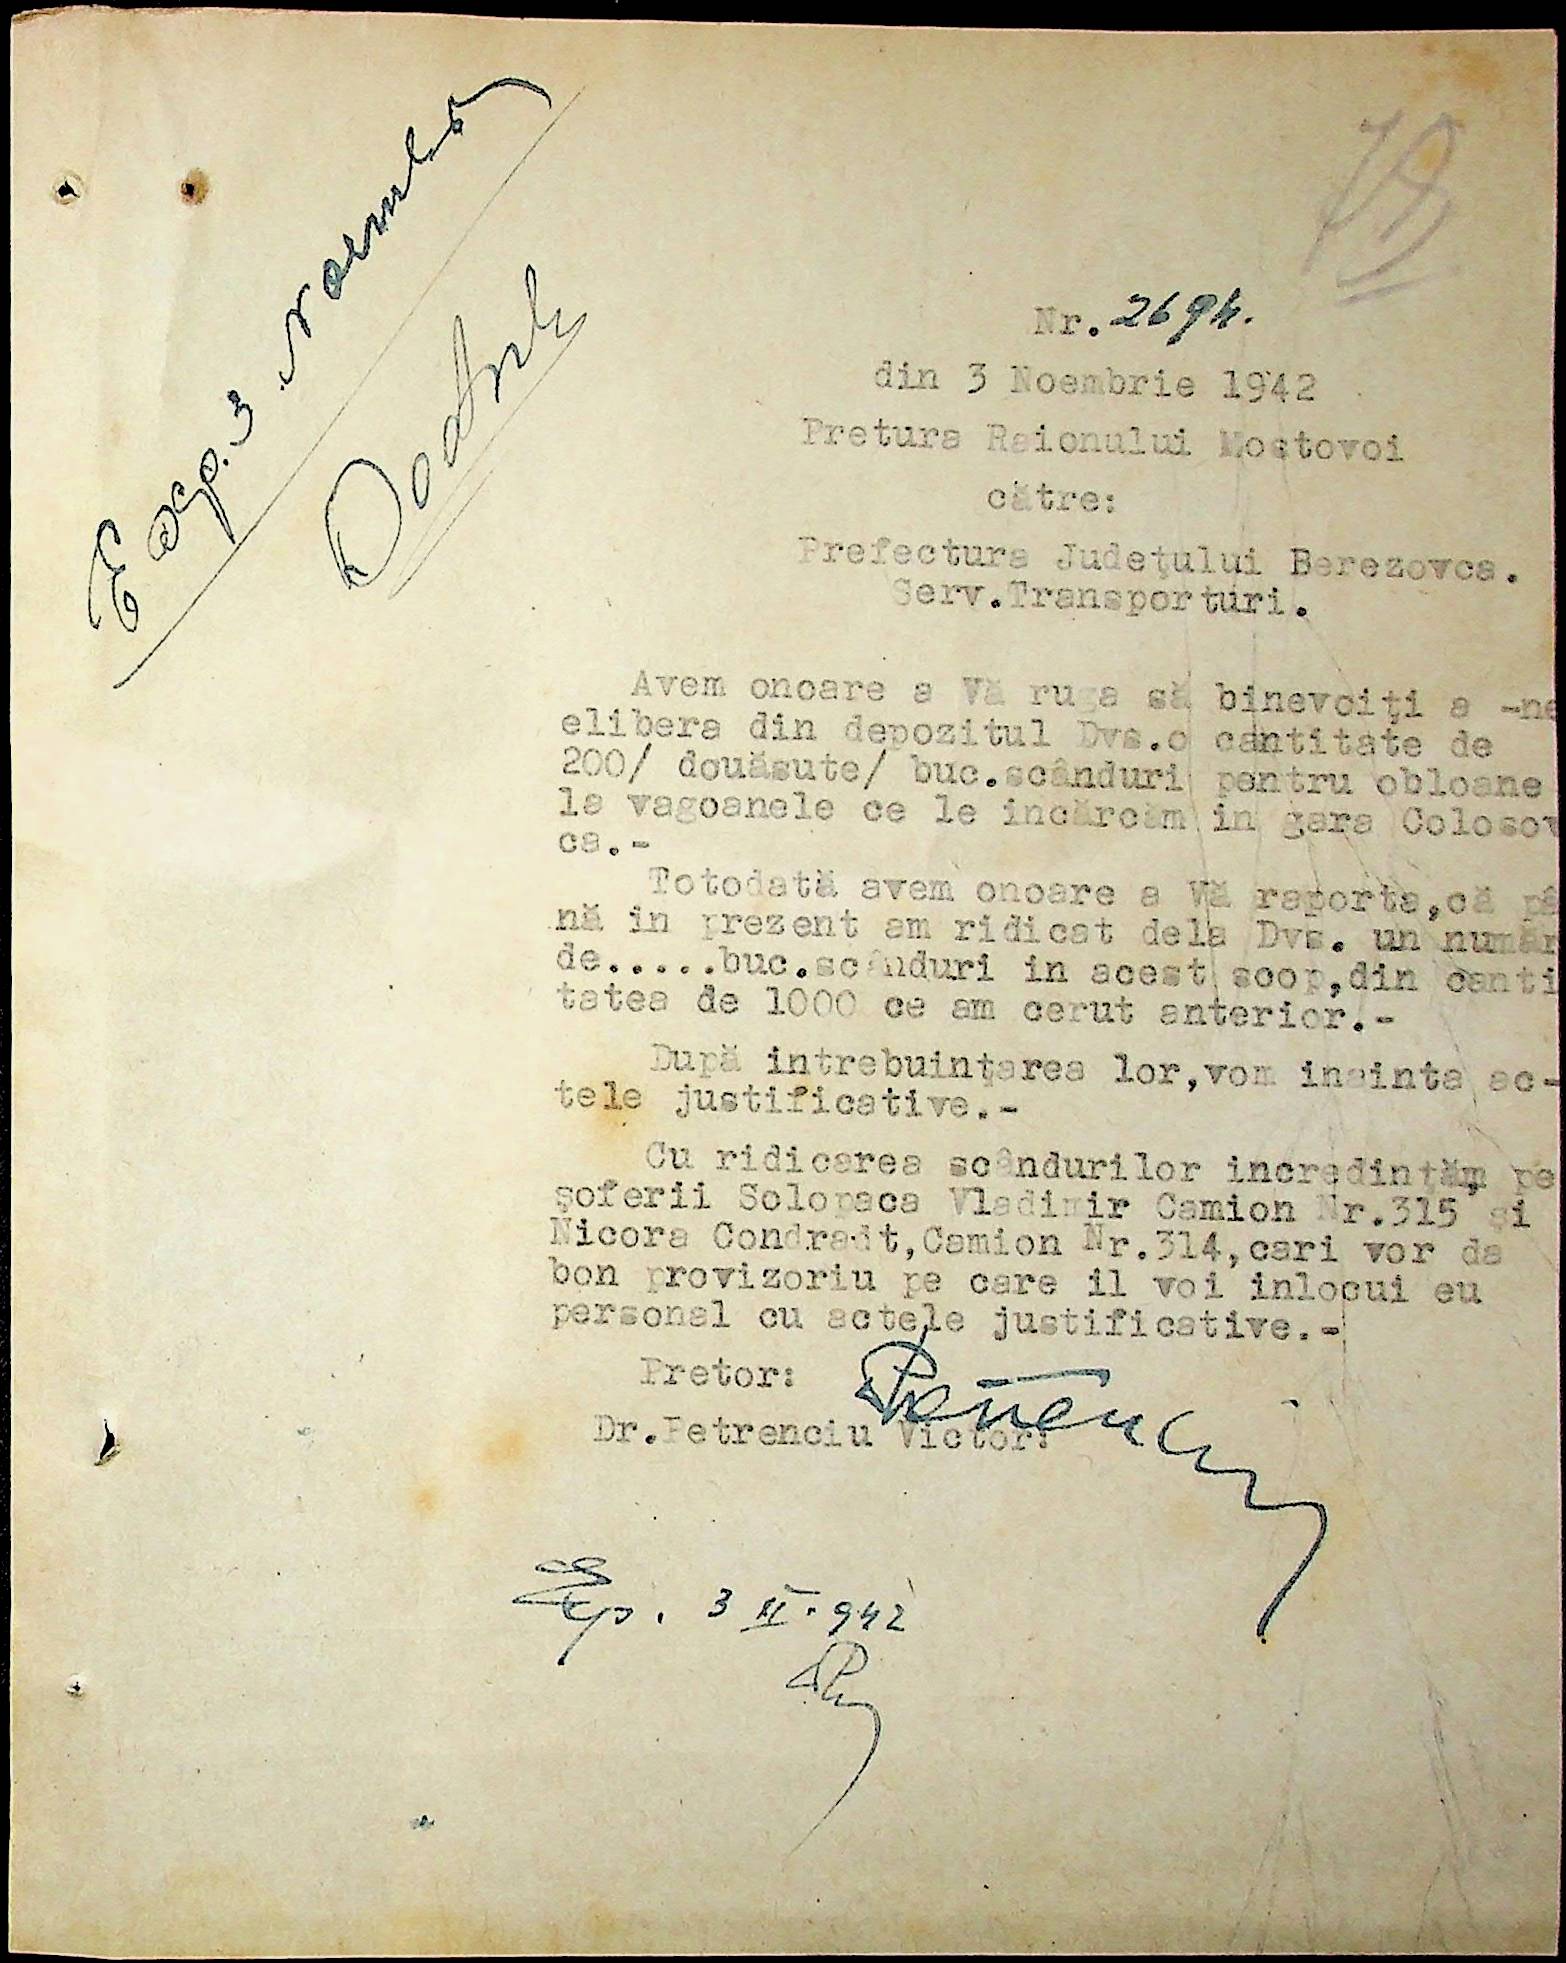 Exp. 3 Noembr
Nr. 2694.
din 3 Noembrie 1942
Pretura Raionului Mostovoi
către:
Prefectura Judeţului Berezovca.
Serv.Transporturi.
Avem onoare a Vă ruga să binevoiţi a -ne
elibera din depozitul Dvs.o cantitate de
200/ douăsute/ buc.scânduri pentru obloane
la vagoanele ce le incărcăm in gara Colosov
ca.-
Totodată avem onoare a Vă raporta,că pâ
nă in prezent am ridicat dela Dvs. un număr
de.....buc.scânduri in acest scop,din canti
tatea de 1000 ce am cerut anterior.-
După intrebuinţarea lor,vom inainta ac-
tele justificative.-
Cu ridicarea scândurilor incredinţăm pe
şoferii Solopaca Vladimir Camion Nr.315 şi
Nicora Condradt,Camion Nr.314,cari vor da
bon provizoriu pe care il voi inlocui eu
personal cu actele justificative.-
Pretor:
Dr.Petrenciu Victor.
Exp. 3 XI. 942